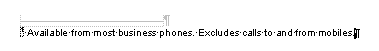 ¹ Available from most business phones. Excludes calls to and from mobiles.